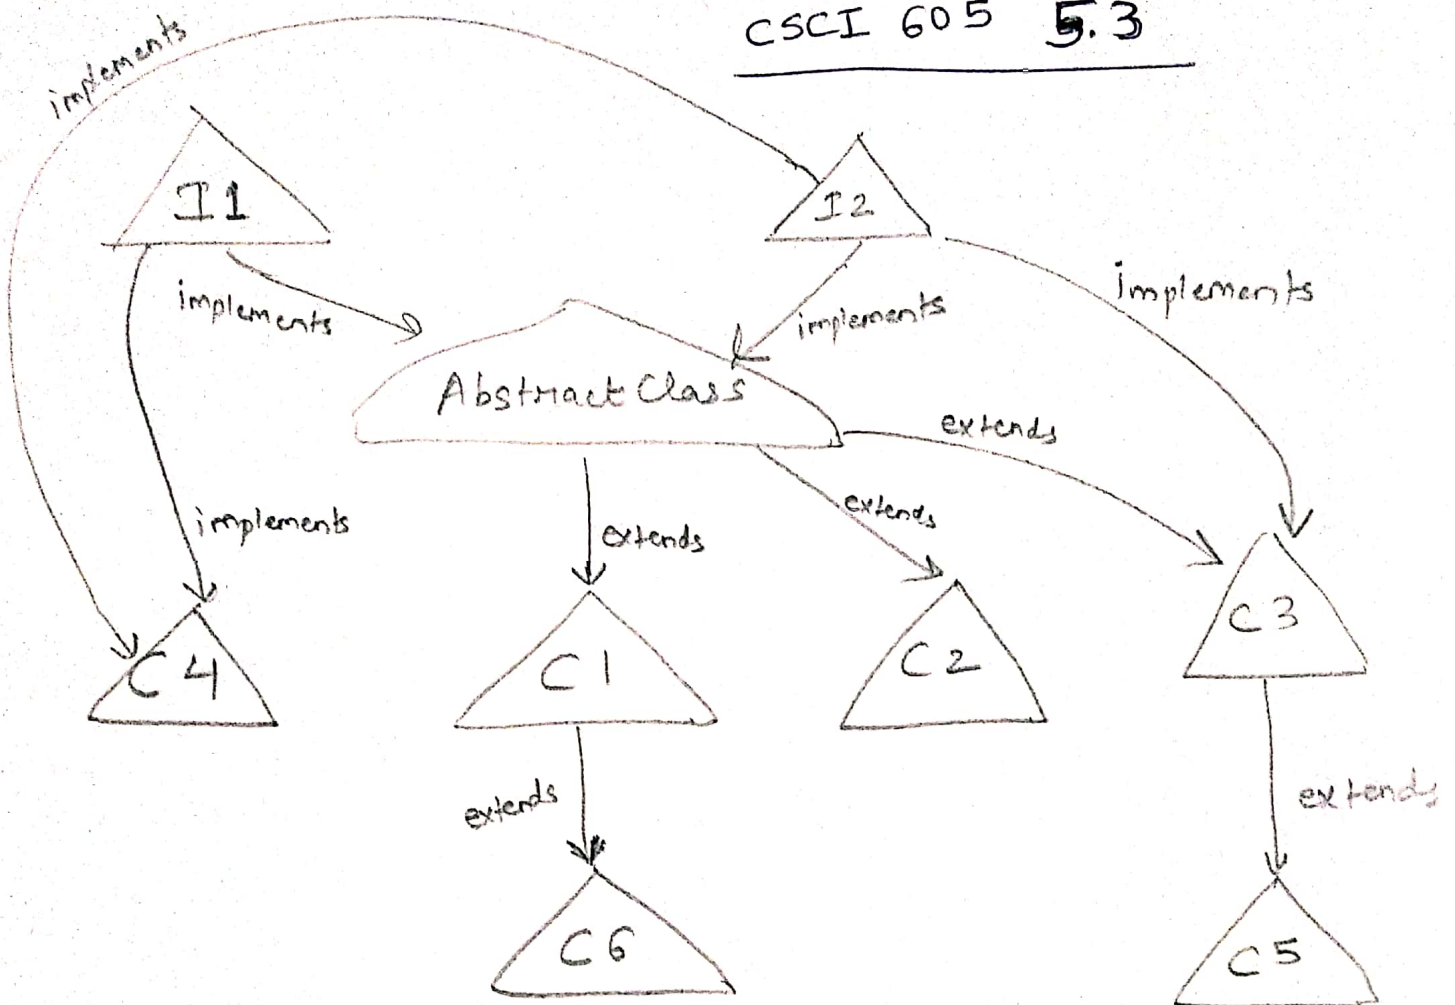 CSCI 605 5.3
implements
I1
I2
implements
implements
implements
Abstract Class
extends
implements
extends
extends
C4
C1
C2
C3
extends
extends
C6
C5